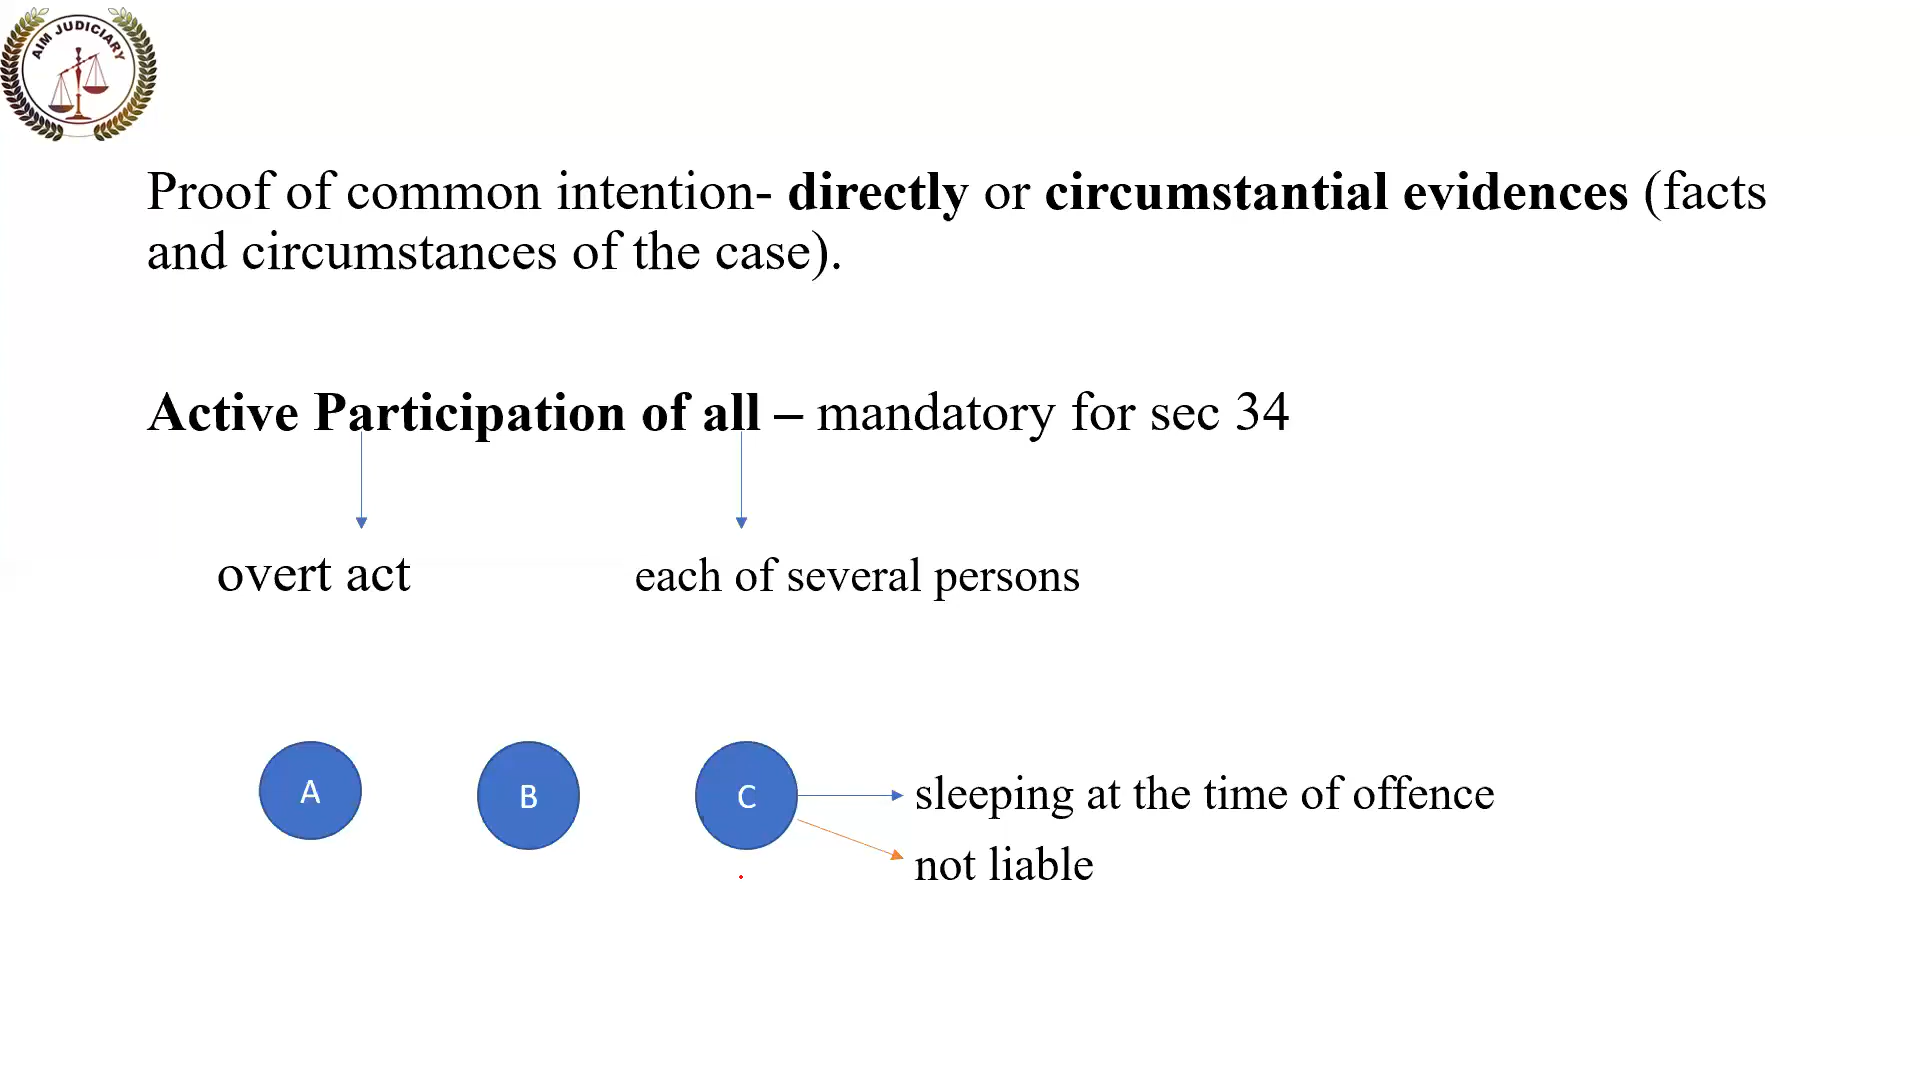 AIM JUDICIARY
Proof of common intention- directly or circumstantial evidences (facts
and circumstances of the case).
Active Participation of all – mandatory for sec 34
overt act
each of several persons
A
B
C
sleeping at the time of offence
not liable